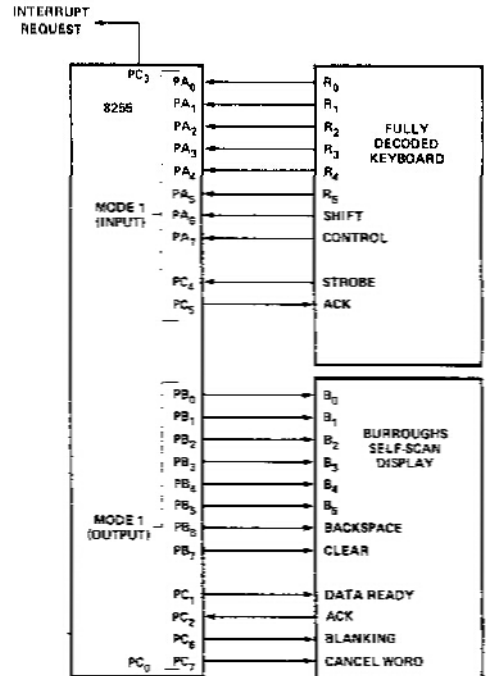 INTERRUPT
REQUEST
PC3
8255
MODE 1
(INPUT)
PA0
PA1
PA2
PA3
PA4
PA5
PA6
PA7
PC4
PC5
R0
R1
R2
R3
R4
R5
SHIFT
CONTROL
STROBE
ACK
FULLY
DECODED
KEYBOARD
MODE 1
(OUTPUT)
PB0
PB1
PB2
PB3
PB4
PB5
PB6
PB7
PC1
PC2
PC6
PC0 PC7
B0
B1
B2
B3
B4
B5
BACKSPACE
CLEAR
DATA READY
ACK
BLANKING
CANCEL WORD
BURROUGHS
SELF-SCAN
DISPLAY